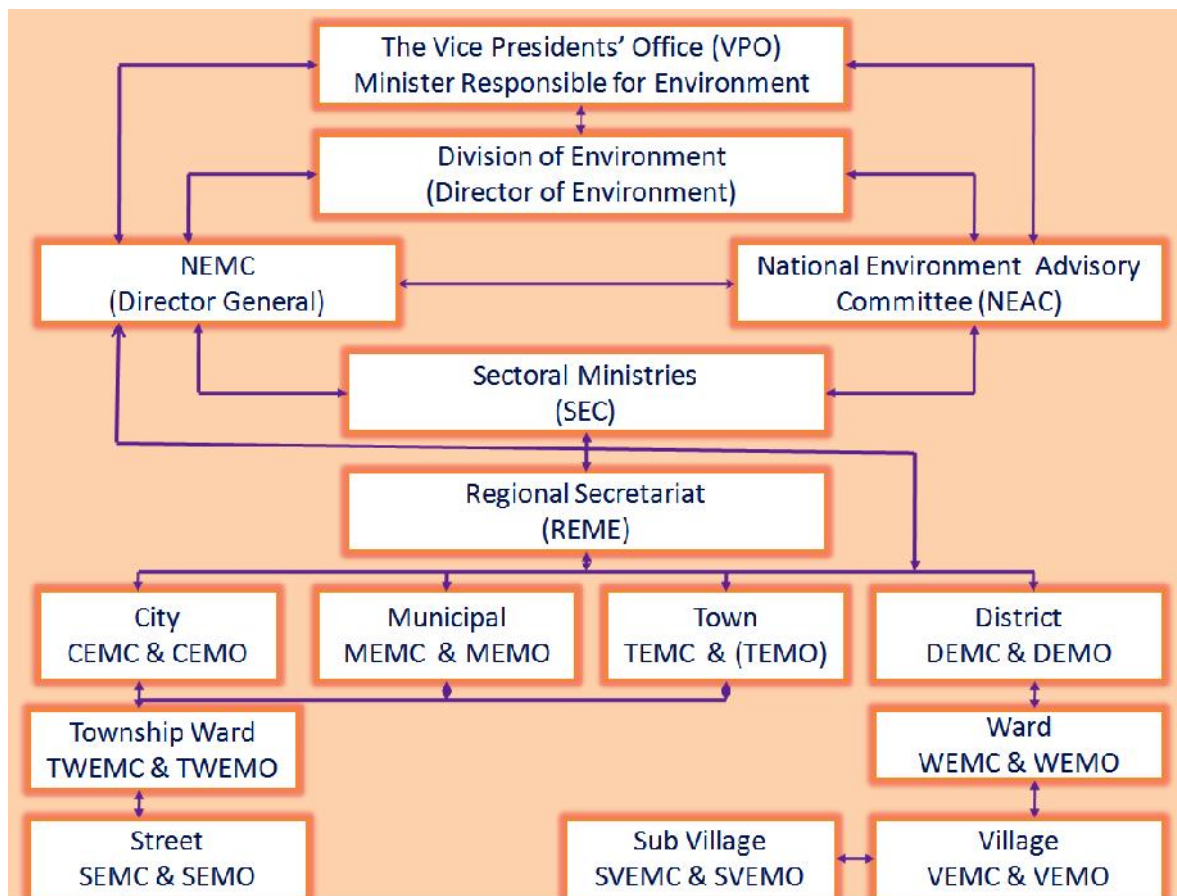 The Vice Presidents' Office (VPO)
Minister Responsible for Environment
Division of Environment
(Director of Environment)
NEMC
(Director General)
National Environment Advisory
Committee (NEAC)
Sectoral Ministries
(SEC)
Regional Secretariat
(REME)
City
CEMC & CEMO
Municipal
MEMC & MEMO
Town
TEMC & (TEMO)
District
DEMC & DEMO
Township Ward
TWEMC & TWEMO
Ward
WEMC & WEMO
Street
SEMC & SEMO
Sub Village
SVEMC & SVEMO
Village
VEMC & VEMO